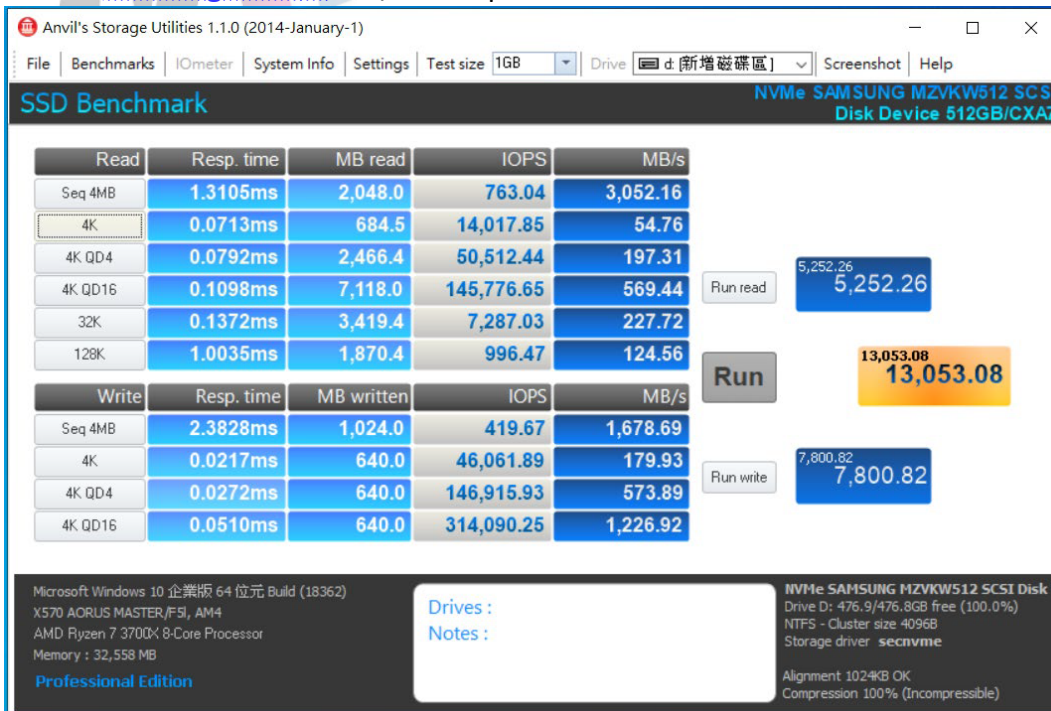 Anvil's Storage Utilities 1.1.0 (2014-January-1)
File Benchmarks IOmeter System Info Settings Test size 1GB Drive d: [新增磁碟區] Screenshot Help
SSD Benchmark
NVMe SAMSUNG MZVKW512 SCS
Disk Device 512GB/CXA7
Read Resp. time MB read IOPS MB/s
Seq 4MB 1.3105ms 2,048.0 763.04 3,052.16
4K 0.0713ms 684.5 14,017.85 54.76
4K QD4 0.0792ms 2,466.4 50,512.44 197.31
4K QD16 0.1098ms 7,118.0 145,776.65 569.44
32K 0.1372ms 3,419.4 7,287.03 227.72
128K 1.0035ms 1,870.4 996.47 124.56
Run read
5,252.26
5,252.26
Run
13,053.08
13,053.08
Write Resp. time MB written IOPS MB/s
Seq 4MB 2.3828ms 1,024.0 419.67 1,678.69
4K 0.0217ms 640.0 46,061.89 179.93
4K QD4 0.0272ms 640.0 146,915.93 573.89
4K QD16 0.0510ms 640.0 314,090.25 1,226.92
Run write
7,800.82
7,800.82
Microsoft Windows 10 企業版 64 位元 Build (18362)
X570 AORUS MASTER/F5l, AM4
AMD Ryzen 7 3700X 8-Core Processor
Memory : 32,558 MB
Professional Edition
Drives :
Notes :
NVMe SAMSUNG MZVKW512 SCSI Disk
Drive D: 476.9/476.8GB free (100.0%)
NTFS - Cluster size 4096B
Storage driver secnvme
Alignment 1024KB OK
Compression 100% (Incompressible)